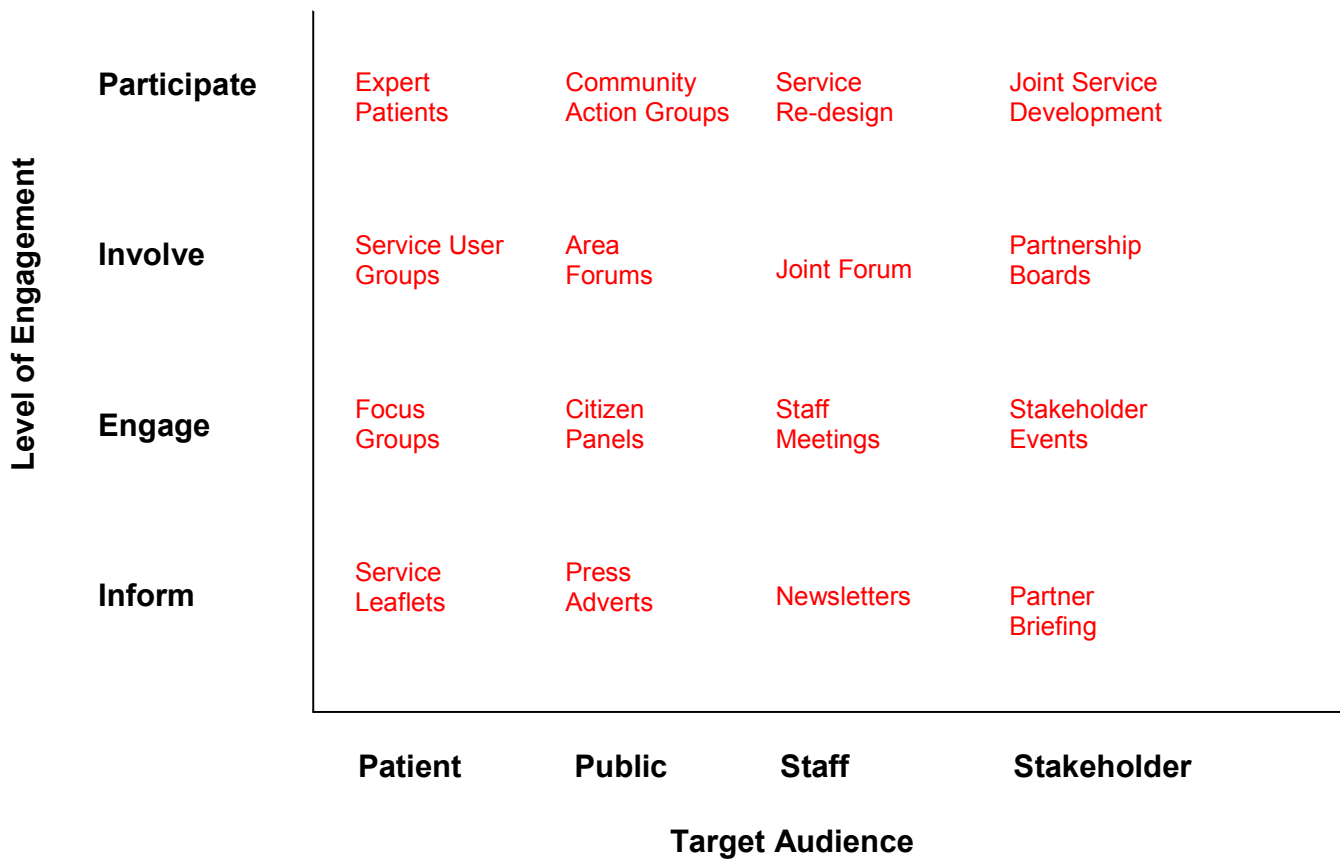 Level of Engagement
Participate
Expert
Patients
Community
Action Groups
Service
Re-design
Joint Service
Development
Involve
Service User
Groups
Area
Forums
Joint Forum
Partnership
Boards
Engage
Focus
Groups
Citizen
Panels
Staff
Meetings
Stakeholder
Events
Inform
Service
Leaflets
Press
Adverts
Newsletters
Partner
Briefing
Patient
Public
Staff
Stakeholder
Target Audience